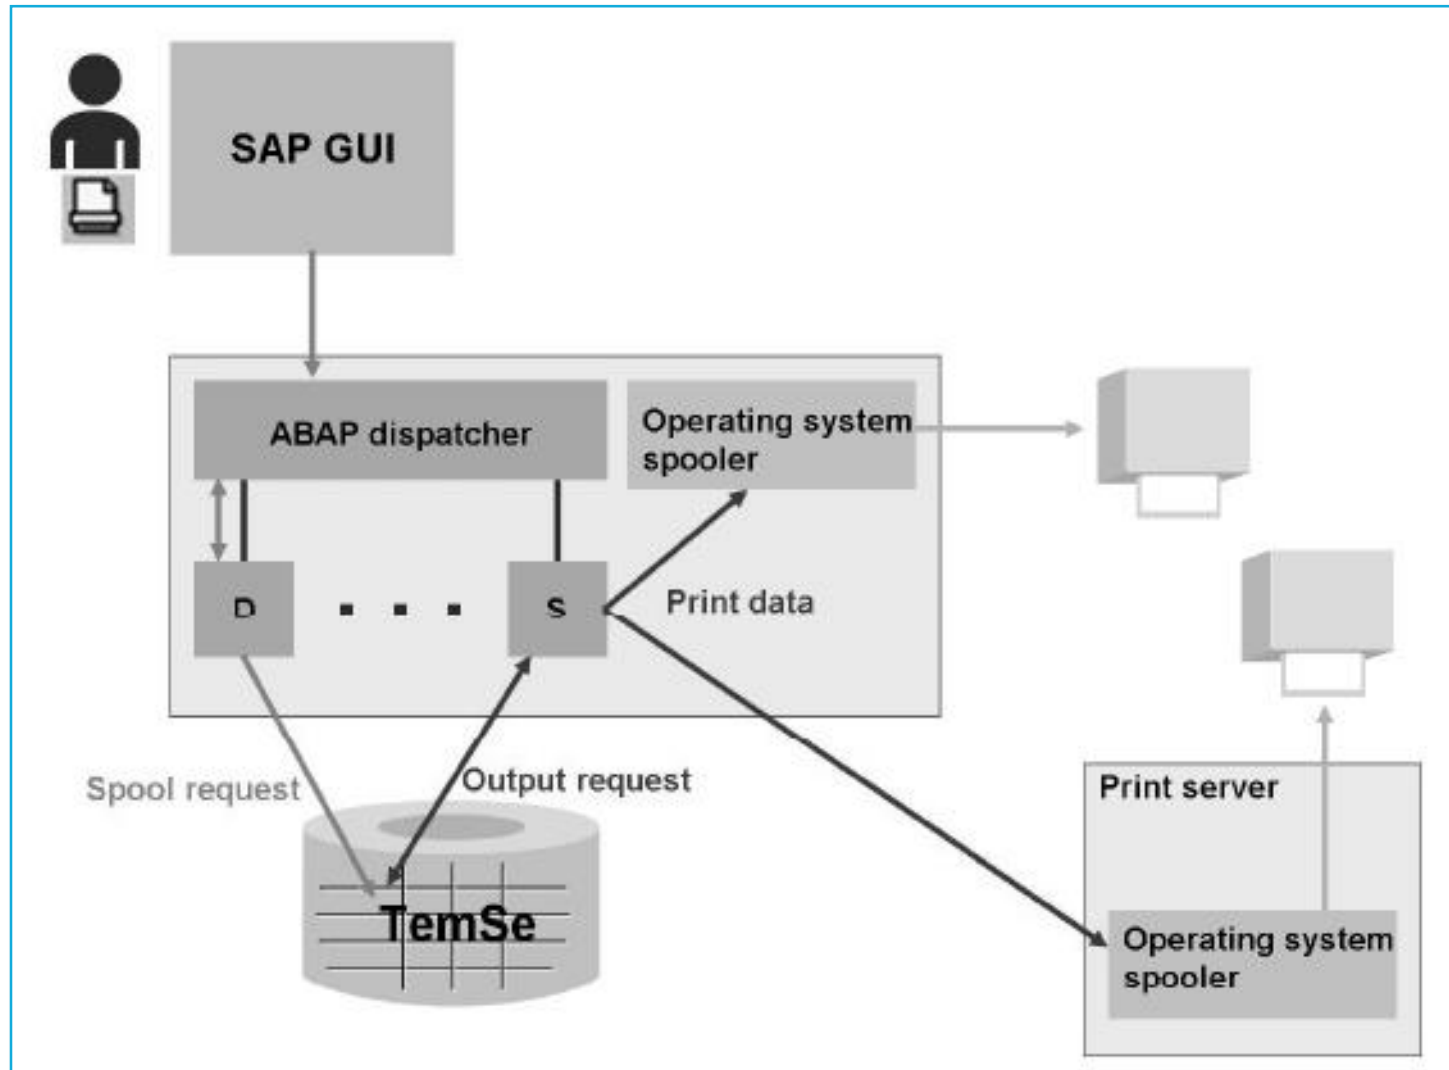 SAP GUI
ABAP dispatcher
Operating system
spooler
D
S
Print data
Spool request
Output request
TemSe
Print server
Operating system
spooler